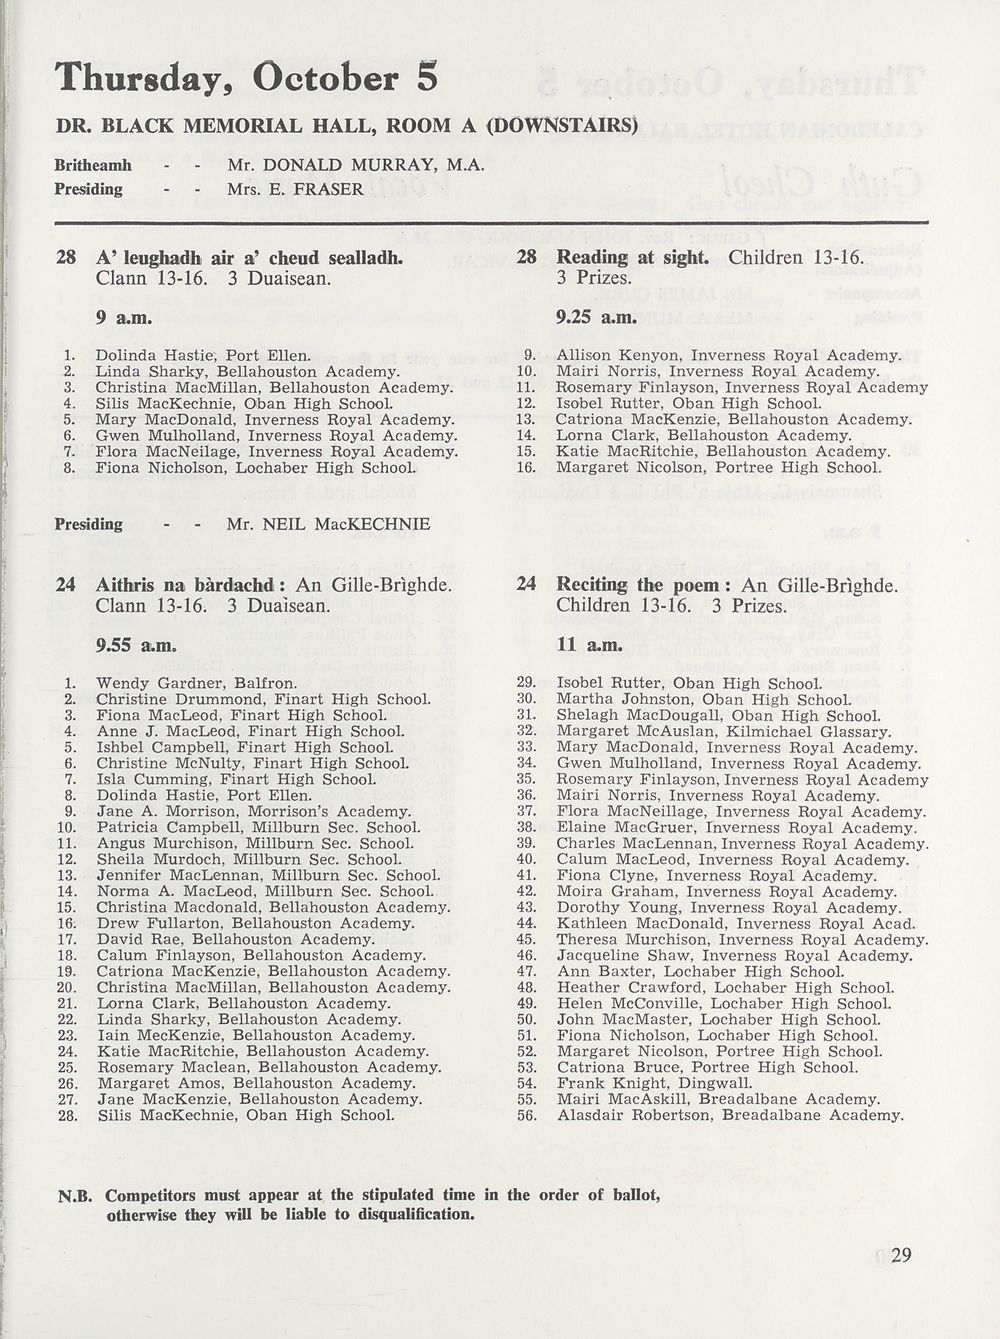 Thursday, October 5
DR. BLACK MEMORIAL HALL, ROOM A (DOWNSTAIRS)
Britheamh - - Mr. DONALD MURRAY, M.A.
Presiding - - Mrs. E. FRASER
28 A' leughadh air a' cheud sealladh.
Clann 13-16. 3 Duaisean.
9 a.m.
1. Dolinda Hastie, Port Ellen.
2. Linda Sharky, Bellahouston Academy.
3. Christina MacMillan, Bellahouston Academy.
4. Silis MacKechnie, Oban High School.
5. Mary MacDonald, Inverness Royal Academy.
6. Gwen Mulholland, Inverness Royal Academy.
7. Flora MacNeilage, Inverness Royal Academy.
8. Fiona Nicholson, Lochaber High School.
28 Reading at sight. Children 13-16.
3 Prizes.
9.25 a.m.
9. Allison Kenyon, Inverness Royal Academy.
10. Mairi Norris, Inverness Royal Academy.
11. Rosemary Finlayson, Inverness Royal Academy
12. Isobel Rutter, Oban High School.
13. Catriona MacKenzie, Bellahouston Academy.
14. Lorna Clark, Bellahouston Academy.
15. Katie MacRitchie, Bellahouston Academy.
16. Margaret Nicolson, Portree High School.
Presiding - - Mr. NEIL MacKECHNIE
24 Aithris na bàrdachd : An Gille-Brìghde.
Clann 13-16. 3 Duaisean.
9.55 a.m.
1. Wendy Gardner, Balfron.
2. Christine Drummond, Finart High School.
3. Fiona MacLeod, Finart High School.
4. Anne J. MacLeod, Finart High School.
5. Ishbel Campbell, Finart High School.
6. Christine McNulty, Finart High School.
7. Isla Cumming, Finart High School.
8. Dolinda Hastie, Port Ellen.
9. Jane A. Morrison, Morrison's Academy.
10. Patricia Campbell, Millburn Sec. School.
11. Angus Murchison, Millburn Sec. School.
12. Sheila Murdoch, Millburn Sec. School.
13. Jennifer MacLennan, Millburn Sec. School.
14. Norma A. MacLeod, Millburn Sec. School.
15. Christina Macdonald, Bellahouston Academy.
16. Drew Fullarton, Bellahouston Academy.
17. David Rae, Bellahouston Academy.
18. Calum Finlayson, Bellahouston Academy.
19. Catriona MacKenzie, Bellahouston Academy.
20. Christina MacMillan, Bellahouston Academy.
21. Lorna Clark, Bellahouston Academy.
22. Linda Sharky, Bellahouston Academy.
23. Iain MecKenzie, Bellahouston Academy.
24. Katie MacRitchie, Bellahouston Academy.
25. Rosemary Maclean, Bellahouston Academy.
26. Margaret Amos, Bellahouston Academy.
27. Jane MacKenzie, Bellahouston Academy.
28. Silis MacKechnie, Oban High School.
24 Reciting the poem : An Gille-Brìghde.
Children 13-16. 3 Prizes.
11 a.m.
29. Isobel Rutter, Oban High School.
30. Martha Johnston, Oban High School.
31. Shelagh MacDougall, Oban High School.
32. Margaret McAuslan, Kilmichael Glassary.
33. Mary MacDonald, Inverness Royal Academy.
34. Gwen Mulholland, Inverness Royal Academy.
35. Rosemary Finlayson, Inverness Royal Academy
36. Mairi Norris, Inverness Royal Academy.
37. Flora MacNeillage, Inverness Royal Academy.
38. Elaine MacGruer, Inverness Royal Academy.
39. Charles MacLennan, Inverness Royal Academy.
40. Calum MacLeod, Inverness Royal Academy.
41. Fiona Clyne, Inverness Royal Academy.
42. Moira Graham, Inverness Royal Academy.
43. Dorothy Young, Inverness Royal Academy.
44. Kathleen MacDonald, Inverness Royal Acad.
45. Theresa Murchison, Inverness Royal Academy.
46. Jacqueline Shaw, Inverness Royal Academy.
47. Ann Baxter, Lochaber High School.
48. Heather Crawford, Lochaber High School.
49. Helen McConville, Lochaber High School.
50. John MacMaster, Lochaber High School.
51. Fiona Nicholson, Lochaber High School.
52. Margaret Nicolson, Portree High School.
53. Catriona Bruce, Portree High School.
54. Frank Knight, Dingwall.
55. Mairi MacAskill, Breadalbane Academy.
56. Alasdair Robertson, Breadalbane Academy.
N.B. Competitors must appear at the stipulated time in the order of ballot,
otherwise they will be liable to disqualification.
29